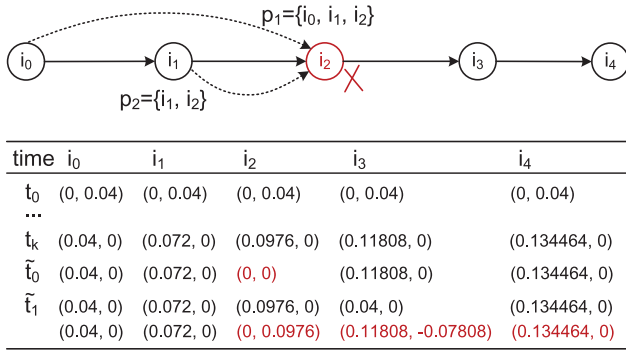 p₁={i₀, i₁, i₂}
i₀ i₁ i₂ i₃ i₄
p₂={i₁, i₂}
time i₀ i₁ i₂ i₃ i₄
t₀ (0, 0.04) (0, 0.04) (0, 0.04) (0, 0.04) (0, 0.04)
...
tₖ (0.04, 0) (0.072, 0) (0.0976, 0) (0.11808, 0) (0.134464, 0)
t̃₀ (0.04, 0) (0.072, 0) (0, 0) (0.11808, 0) (0.134464, 0)
t̃₁ (0.04, 0) (0.072, 0) (0.0976, 0) (0.04, 0) (0.134464, 0)
(0.04, 0) (0.072, 0) (0, 0.0976) (0.11808, -0.07808) (0.134464, 0)